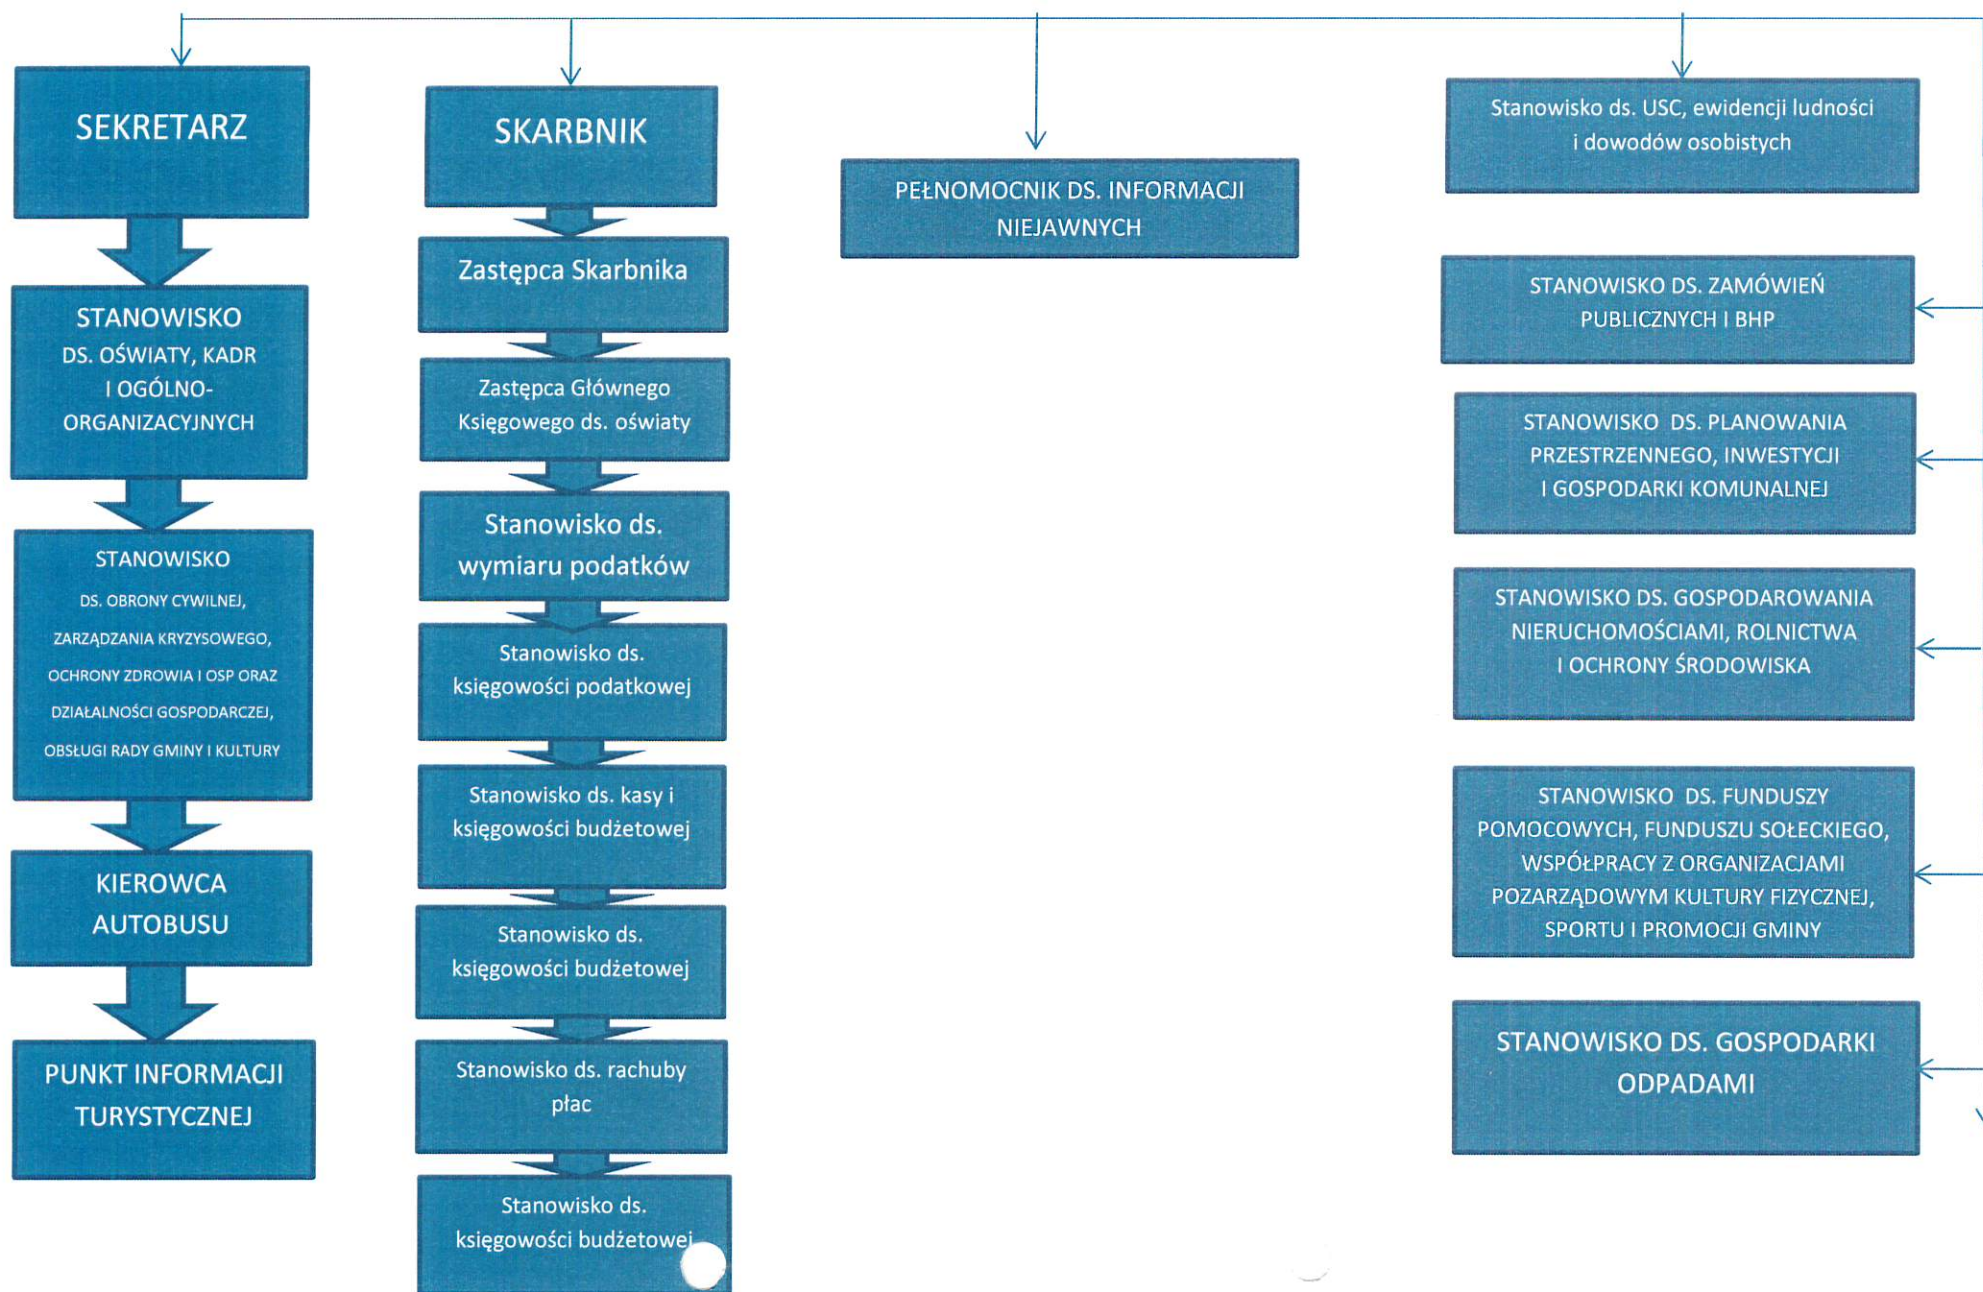 SEKRETARZ
STANOWISKO
DS. OŚWIATY, KADR
I OGÓLNO-
ORGANIZACYJNYCH
STANOWISKO
DS. OBRONY CYWILNEJ,
ZARZĄDZANIA KRYZYSOWEGO,
OCHRONY ZDROWIA I OSP ORAZ
DZIAŁALNOŚCI GOSPODARCZEJ,
OBSŁUGI RADY GMINY I KULTURY
KIEROWCA
AUTOBUSU
PUNKT INFORMACJI
TURYSTYCZNEJ
SKARBNIK
Zastępca Skarbnika
Zastępca Głównego
Księgowego ds. oświaty
Stanowisko ds.
wymiaru podatków
Stanowisko ds.
księgowości podatkowej
Stanowisko ds. kasy i
księgowości budżetowej
Stanowisko ds.
księgowości budżetowej
Stanowisko ds. rachuby
płac
Stanowisko ds.
księgowości budżetowej
PEŁNOMOCNIK DS. INFORMACJI
NIEJAWNYCH
Stanowisko ds. USC, ewidencji ludności
i dowodów osobistych
STANOWISKO DS. ZAMÓWIEŃ
PUBLICZNYCH I BHP
STANOWISKO DS. PLANOWANIA
PRZESTRZENNEGO, INWESTYCJI
I GOSPODARKI KOMUNALNEJ
STANOWISKO DS. GOSPODAROWANIA
NIERUCHOMOŚCIAMI, ROLNICTWA
I OCHRONY ŚRODOWISKA
STANOWISKO DS. FUNDUSZY
POMOCOWYCH, FUNDUSZU SOŁECKIEGO,
WSPÓŁPRACY Z ORGANIZACJAMI
POZARZĄDOWYM KULTURY FIZYCZNEJ,
SPORTU I PROMOCJI GMINY
STANOWISKO DS. GOSPODARKI
ODPADAMI